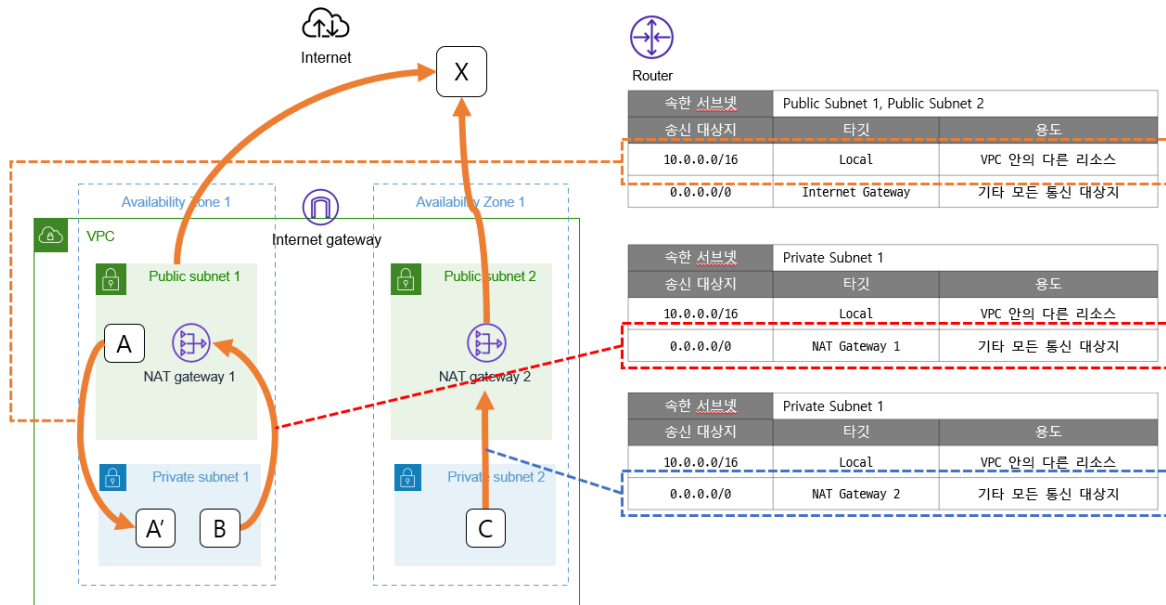 Internet
X
Router
Availability Zone 1
Availability Zone 1
Internet gateway
VPC
Public subnet 1
A
NAT gateway 1
Public subnet 2
NAT gateway 2
Private subnet 1
A'
B
Private subnet 2
C
속한 서브넷 Public Subnet 1, Public Subnet 2
송신 대상지 타깃 용도
10.0.0.0/16 Local VPC 안의 다른 리소스
0.0.0.0/0 Internet Gateway 기타 모든 통신 대상지
속한 서브넷 Private Subnet 1
송신 대상지 타깃 용도
10.0.0.0/16 Local VPC 안의 다른 리소스
0.0.0.0/0 NAT Gateway 1 기타 모든 통신 대상지
속한 서브넷 Private Subnet 1
송신 대상지 타깃 용도
10.0.0.0/16 Local VPC 안의 다른 리소스
0.0.0.0/0 NAT Gateway 2 기타 모든 통신 대상지